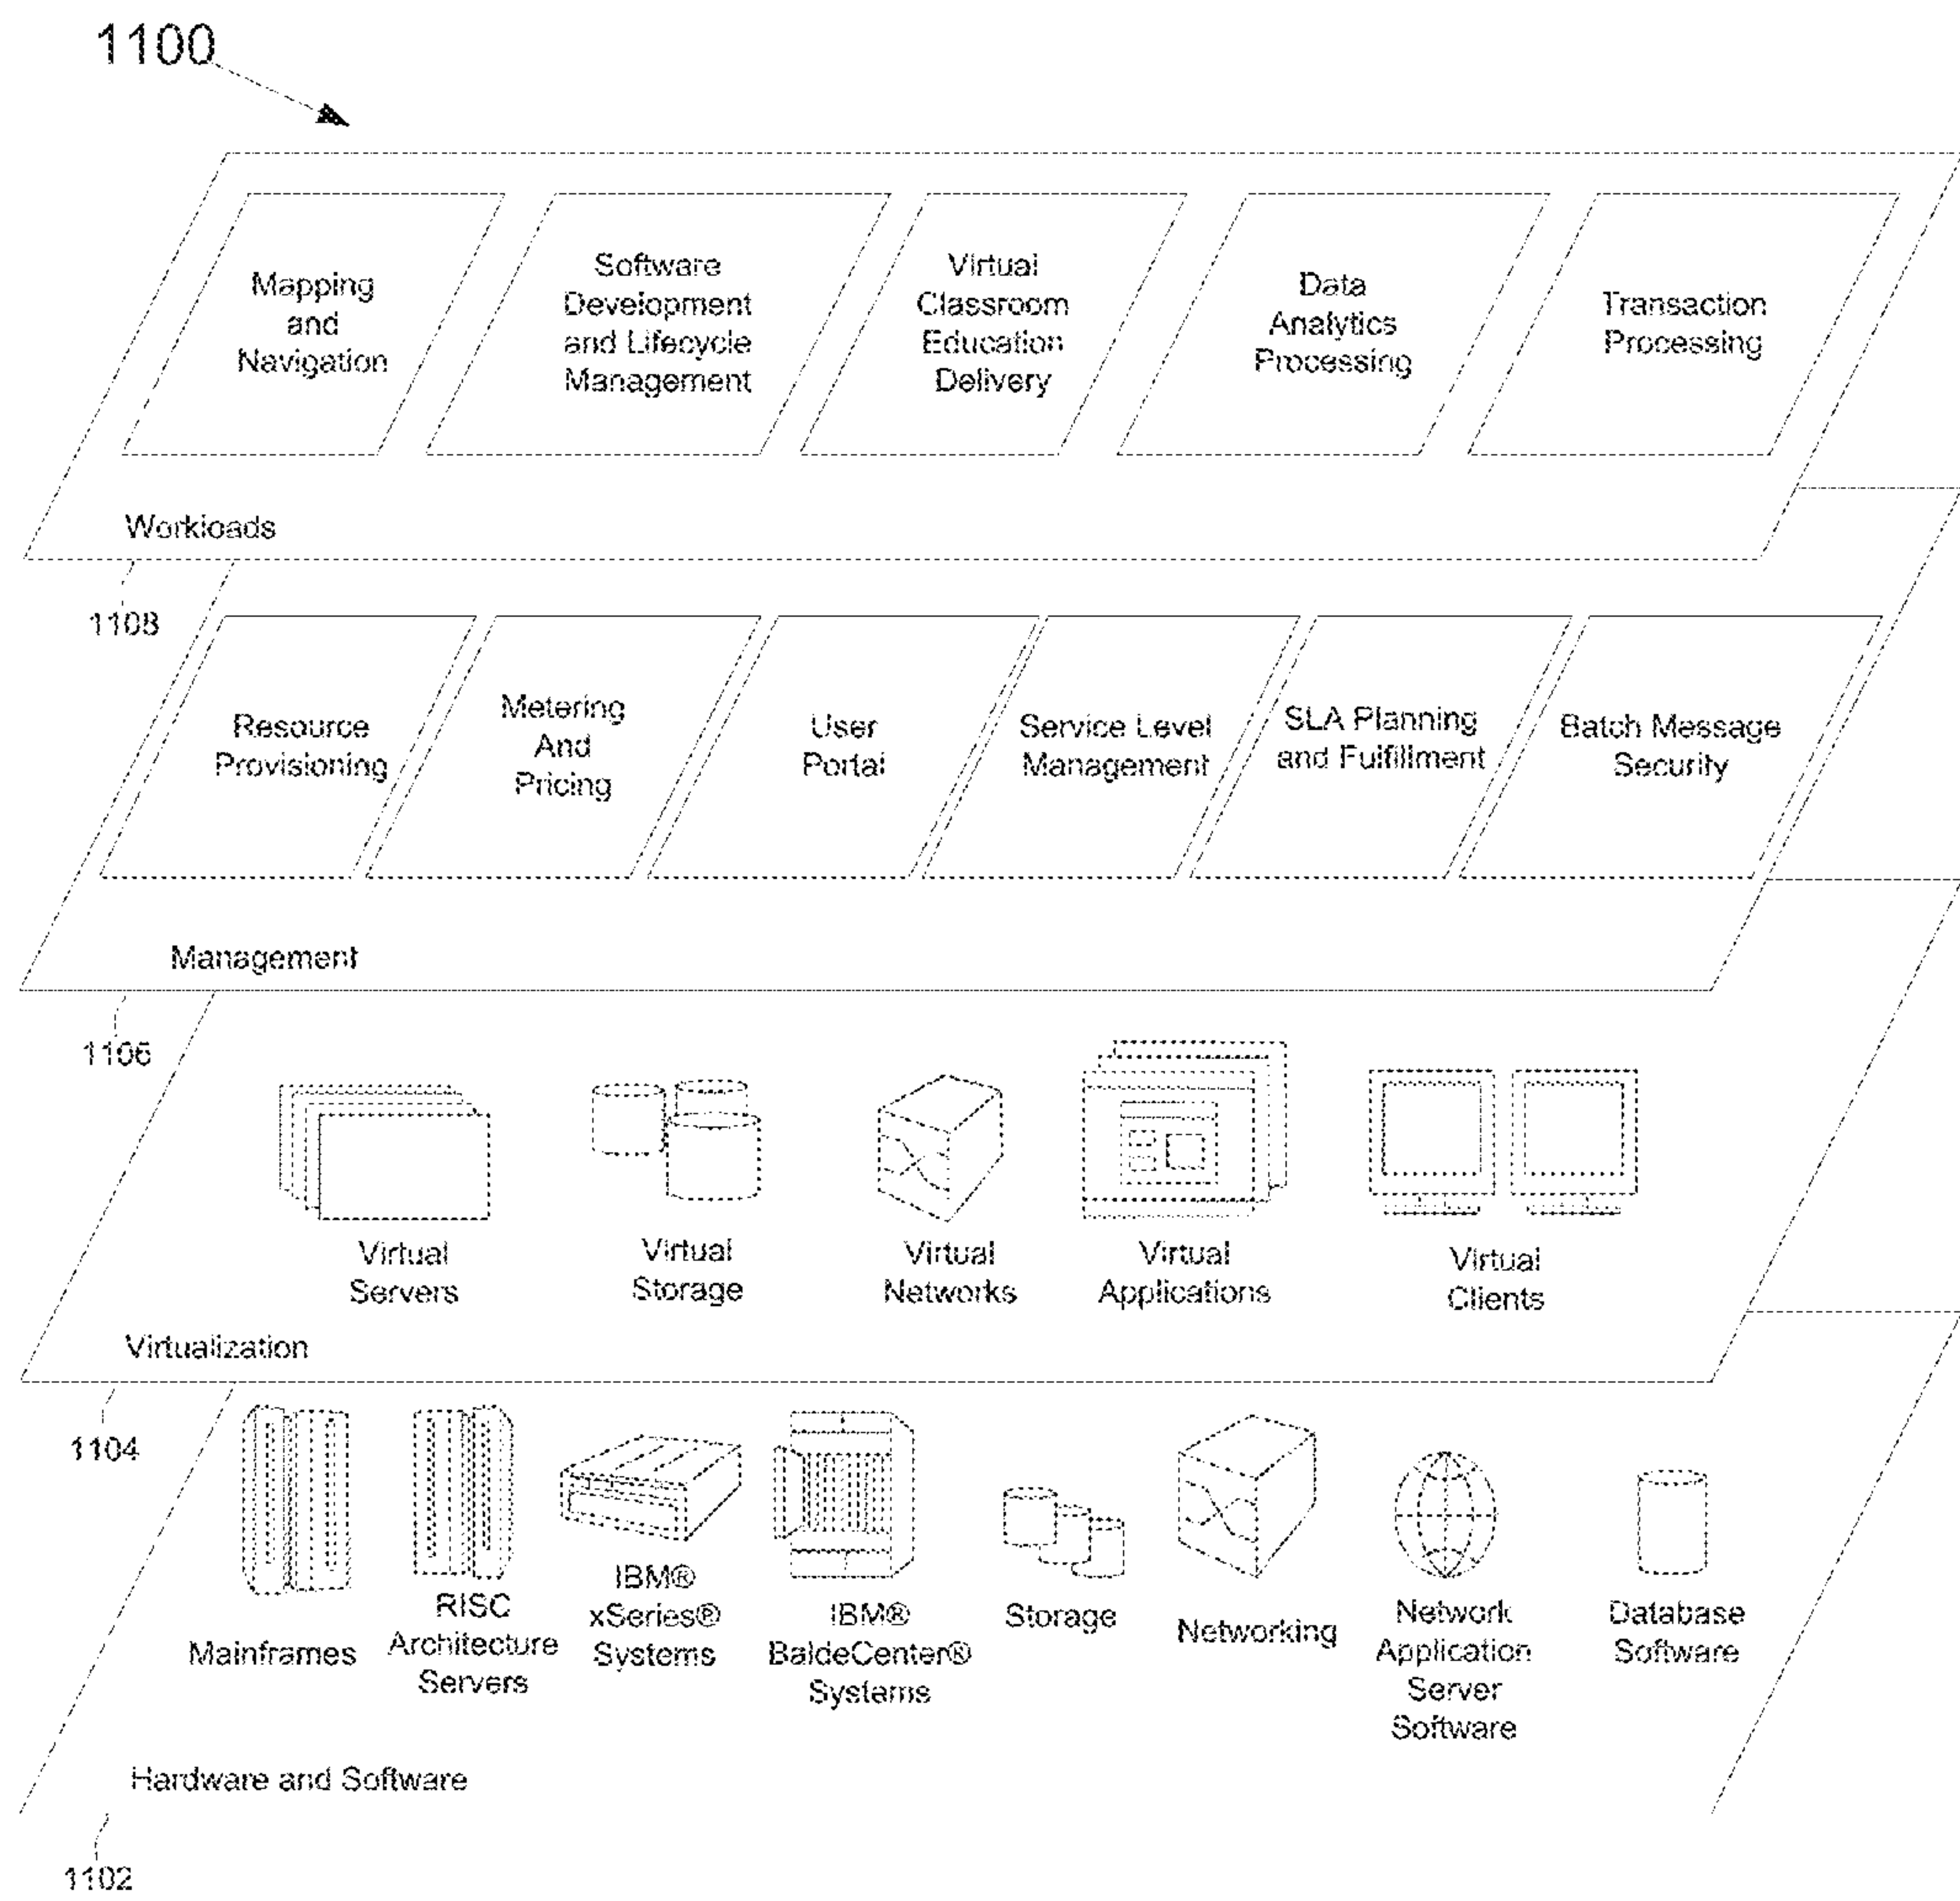 1100
Mapping
and
Navigation
Software
Development
and Lifecycle
Management
Virtual
Classroom
Education
Delivery
Data
Analytics
Processing
Transaction
Processing
Workloads
1108
Resource
Provisioning
Metering
And
Pricing
User
Portal
Service Level
Management
SLA Planning
and Fulfillment
Batch Message
Security
Management
1106
Virtual
Servers
Virtual
Storage
Virtual
Networks
Virtual
Applications
Virtual
Clients
Virtualization
1104
Mainframes
RISC
Architecture
Servers
IBM®
xSeries®
Systems
IBM®
BaldeCenter®
Systems
Storage
Networking
Network
Application
Server
Software
Database
Software
Hardware and Software
1102